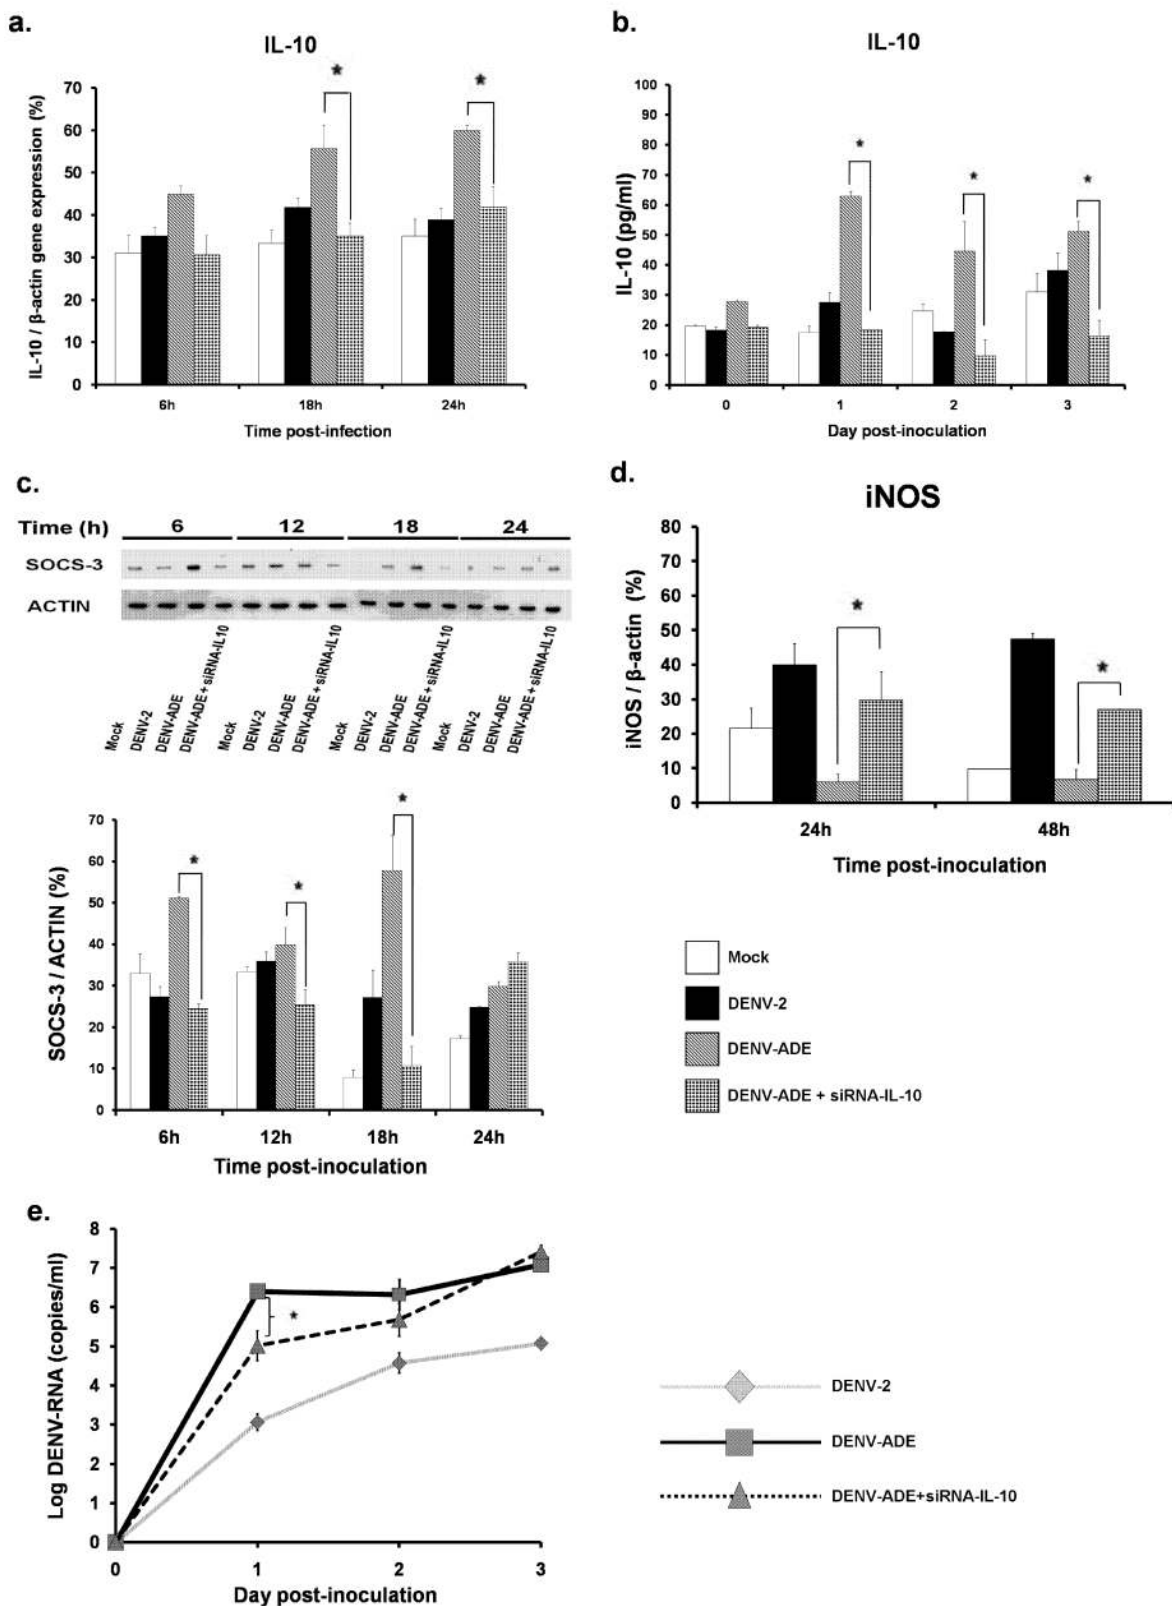 a.
IL-10
IL-10 / β-actin gene expression (%)
70
60
50
40
30
20
10
0
6h
18h
24h
Time post-infection
*
*
b.
IL-10
IL-10 (pg/ml)
100
90
80
70
60
50
40
30
20
10
0
0
1
2
3
Day post-inoculation
*
*
*
c.
Time (h) 6 12 18 24
SOCS-3
ACTIN
Mock
DENV-2
DENV-ADE
DENV-ADE + siRNA-IL10
Mock
DENV-2
DENV-ADE
DENV-ADE + siRNA-IL10
Mock
DENV-2
DENV-ADE
DENV-ADE + siRNA-IL10
Mock
DENV-2
DENV-ADE
DENV-ADE + siRNA-IL10
SOCS-3 / ACTIN (%)
70
60
50
40
30
20
10
0
6h
12h
18h
24h
Time post-inoculation
*
*
*
d.
iNOS
iNOS / β-actin (%)
80
70
60
50
40
30
20
10
0
24h
48h
Time post-inoculation
*
*
Mock
DENV-2
DENV-ADE
DENV-ADE + siRNA-IL-10
e.
Log DENV-RNA (copies/ml)
8
7
6
5
4
3
2
1
0
0
1
2
3
Day post-inoculation
*
DENV-2
DENV-ADE
DENV-ADE+siRNA-IL-10